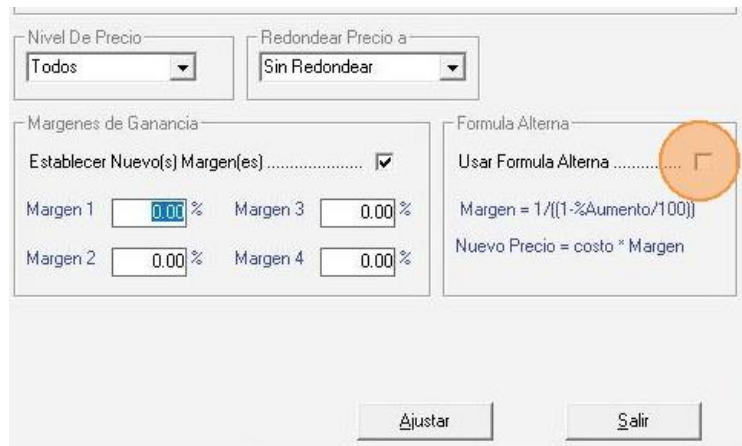 Nivel De Precio
Redondear Precio a
Todos
Sin Redondear
Margenes de Ganancia
Establecer Nuevo(s) Margen(es) .....................
Margen 1 0.00 % Margen 3 0.00 %
Margen 2 0.00 % Margen 4 0.00 %
Formula Alterna
Usar Formula Alterna ...............
Margen = 1/((1-%Aumento/100))
Nuevo Precio = costo * Margen
Ajustar
Salir